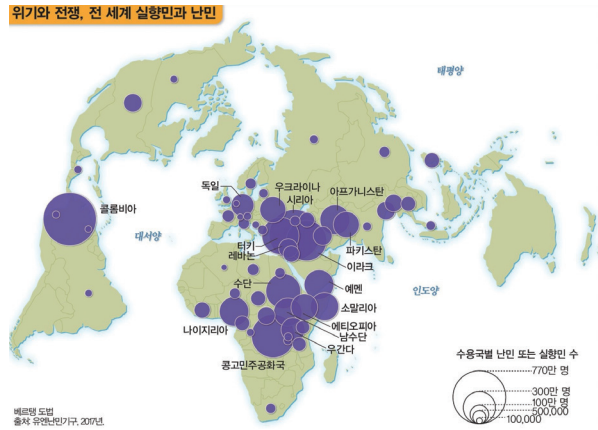 위기와 전쟁, 전 세계 실향민과 난민
태평양
독일
우크라이나
시리아
아프가니스탄
콜롬비아
대서양
터키
레바논
파키스탄
이라크
수단
예멘
인도양
소말리아
나이지리아
에티오피아
남수단
우간다
콩고민주공화국
수용국별 난민 또는 실향민 수
770만 명
300만 명
100만 명
500,000
100,000
베르탱 도법
출처: 유엔난민기구, 2017년.